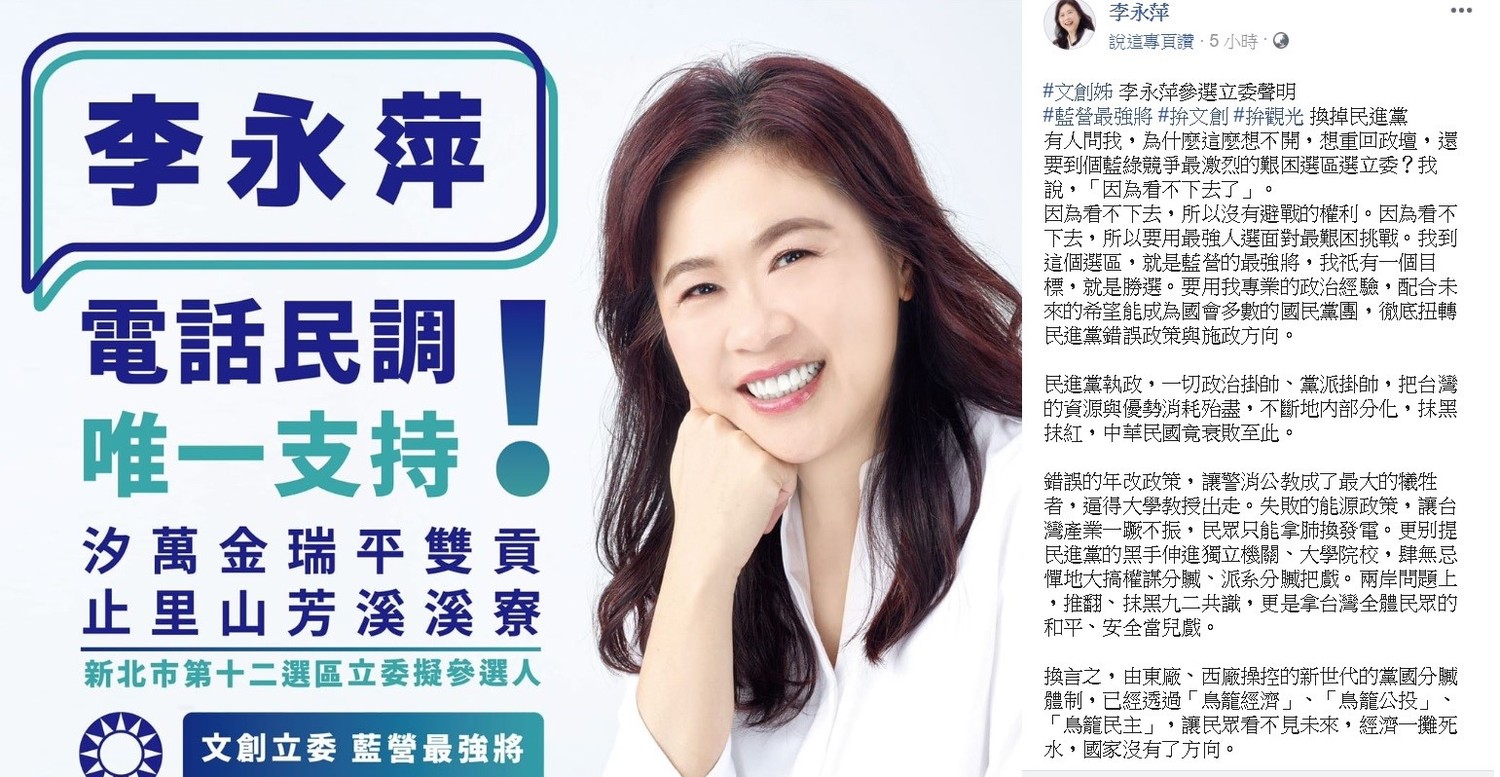 李永萍
電話民調
唯一支持！
汐萬金瑞平雙貢
止里山芳溪溪寮
新北市第十二選區立委擬參選人
文創立委 藍營最強將
李永萍
說這專頁讚 · 5 小時 ·
#文創姊 李永萍參選立委聲明
#藍營最強將 #拚文創 #拚觀光 換掉民進黨
有人問我，為什麼這麼想不開，想重回政壇，還
要到個藍綠競爭最激烈的艱困選區選立委？我
說，「因為看不下去了」。
因為看不下去，所以沒有避戰的權利。因為看不
下去，所以要用最強人選面對最艱困挑戰。我到
這個選區，就是藍營的最強將，我祇有一個目
標，就是勝選。要用我專業的政治經驗，配合未
來的希望能成為國會多數的國民黨團，徹底扭轉
民進黨錯誤政策與施政方向。
民進黨執政，一切政治掛帥、黨派掛帥，把台灣
的資源與優勢消耗殆盡，不斷地內部分化，抹黑
抹紅，中華民國竟衰敗至此。
錯誤的年改政策，讓警消公教成了最大的犧牲
者，逼得大學教授出走。失敗的能源政策，讓台
灣產業一蹶不振，民眾只能拿肺換發電。更別提
民進黨的黑手伸進獨立機關、大學院校，肆無忌
憚地大搞權謀分贓、派系分贓把戲。兩岸問題上
，推翻、抹黑九二共識，更是拿台灣全體民眾的
和平、安全當兒戲。
換言之，由東廠、西廠操控的新世代的黨國分贓
體制，已經透過「鳥籠經濟」、「鳥籠公投」、
「鳥籠民主」，讓民眾看不見未來，經濟一攤死
水，國家沒有了方向。